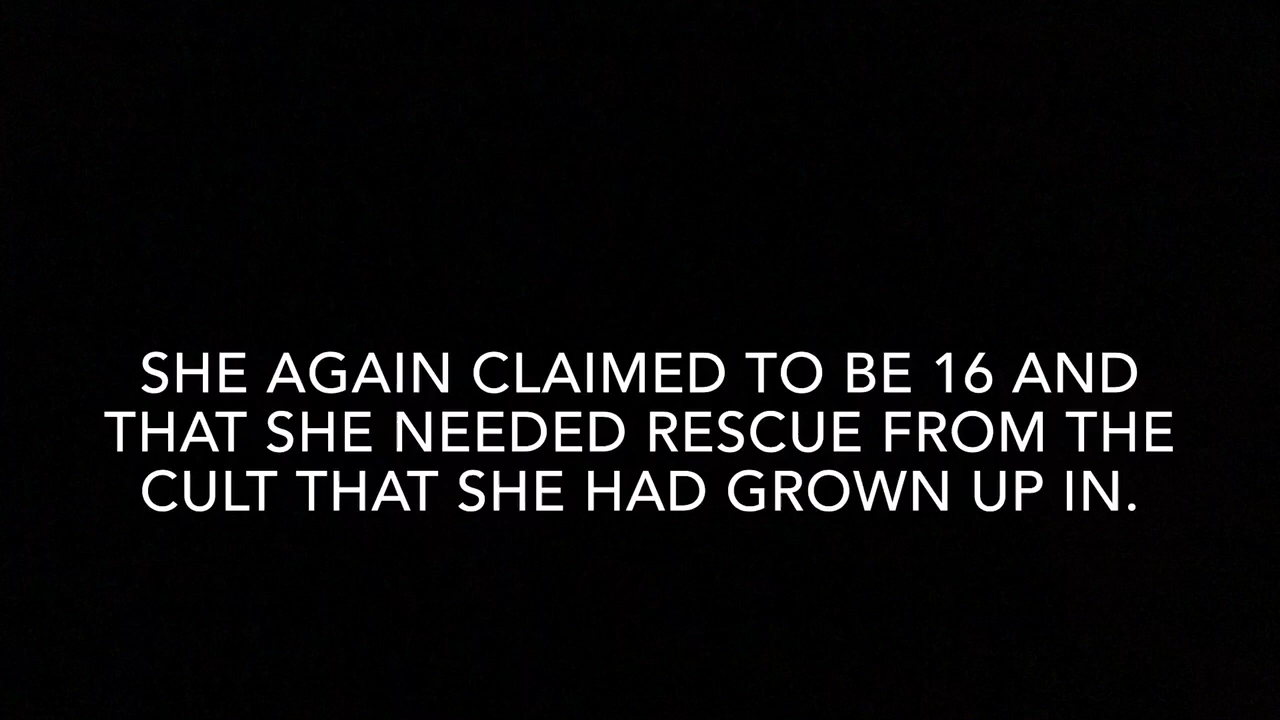 SHE AGAIN CLAIMED TO BE 16 AND
THAT SHE NEEDED RESCUE FROM THE
CULT THAT SHE HAD GROWN UP IN.